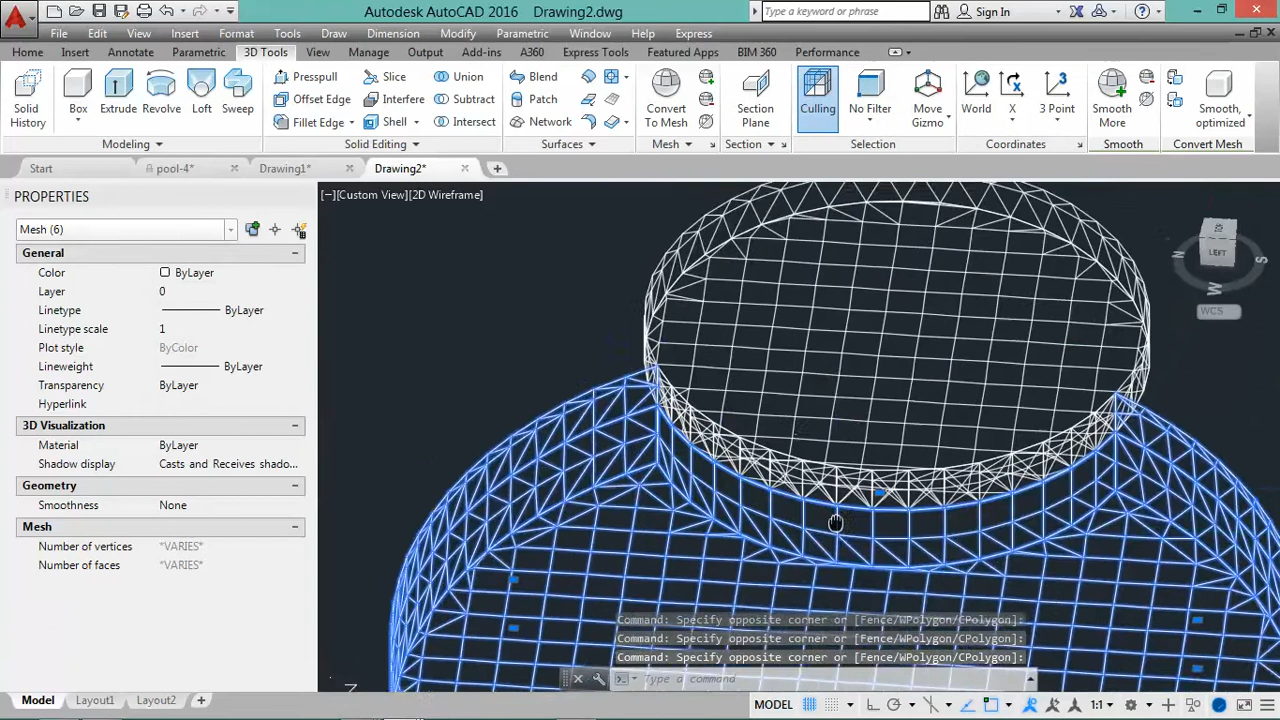 Autodesk AutoCAD 2016 Drawing2.dwg
Type a keyword or phrase
Sign In
File Edit View Insert Format Tools Draw Dimension Modify Parametric Window Help Express
Home Insert Annotate Parametric 3D Tools View Manage Output Add-ins A360 Express Tools Featured Apps BIM 360 Performance
Solid History
Box
Extrude
Revolve
Loft
Sweep
Presspull
Offset Edge
Fillet Edge
Slice
Interfere
Shell
Union
Subtract
Intersect
Blend
Patch
Network
Convert To Mesh
Section Plane
Culling
No Filter
Move Gizmo
World
X
3 Point
Smooth More
Smooth, optimized
Modeling
Solid Editing
Surfaces
Mesh
Section
Selection
Coordinates
Smooth
Convert Mesh
Start
pool-4*
Drawing1*
Drawing2*
PROPERTIES
Mesh (6)
General
Color ByLayer
Layer 0
Linetype ByLayer
Linetype scale 1
Plot style ByColor
Lineweight ByLayer
Transparency ByLayer
Hyperlink
3D Visualization
Material ByLayer
Shadow display Casts and Receives shado...
Geometry
Smoothness None
Mesh
Number of vertices *VARIES*
Number of faces *VARIES*
[−][Custom View][2D Wireframe]
LEFT
N
S
W
WCS
Command: Specify opposite corner or [Fence/WPolygon/CPolygon]:
Command: Specify opposite corner or [Fence/WPolygon/CPolygon]:
Command: Specify opposite corner or [Fence/WPolygon/CPolygon]:
Type a command
Model Layout1 Layout2 +
MODEL
1:1